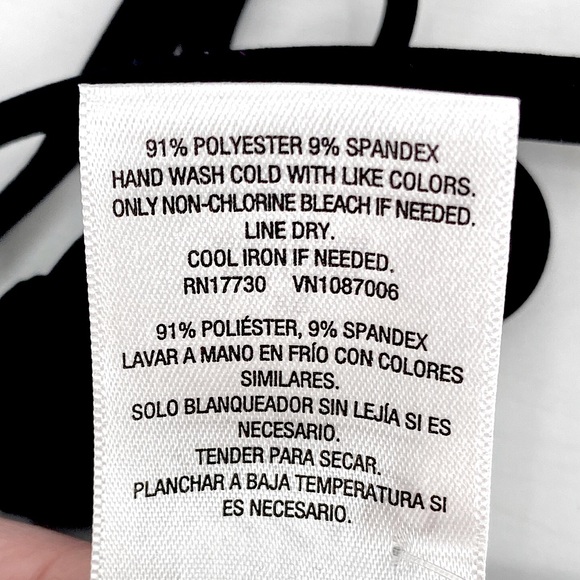 91% POLYESTER 9% SPANDEX
HAND WASH COLD WITH LIKE COLORS.
ONLY NON-CHLORINE BLEACH IF NEEDED.
LINE DRY.
COOL IRON IF NEEDED.
RN17730 VN1087006
91% POLIÉSTER, 9% SPANDEX
LAVAR A MANO EN FRÍO CON COLORES
SIMILARES.
SOLO BLANQUEADOR SIN LEJÍA SI ES
NECESARIO.
TENDER PARA SECAR.
PLANCHAR A BAJA TEMPERATURA SI
ES NECESARIO.